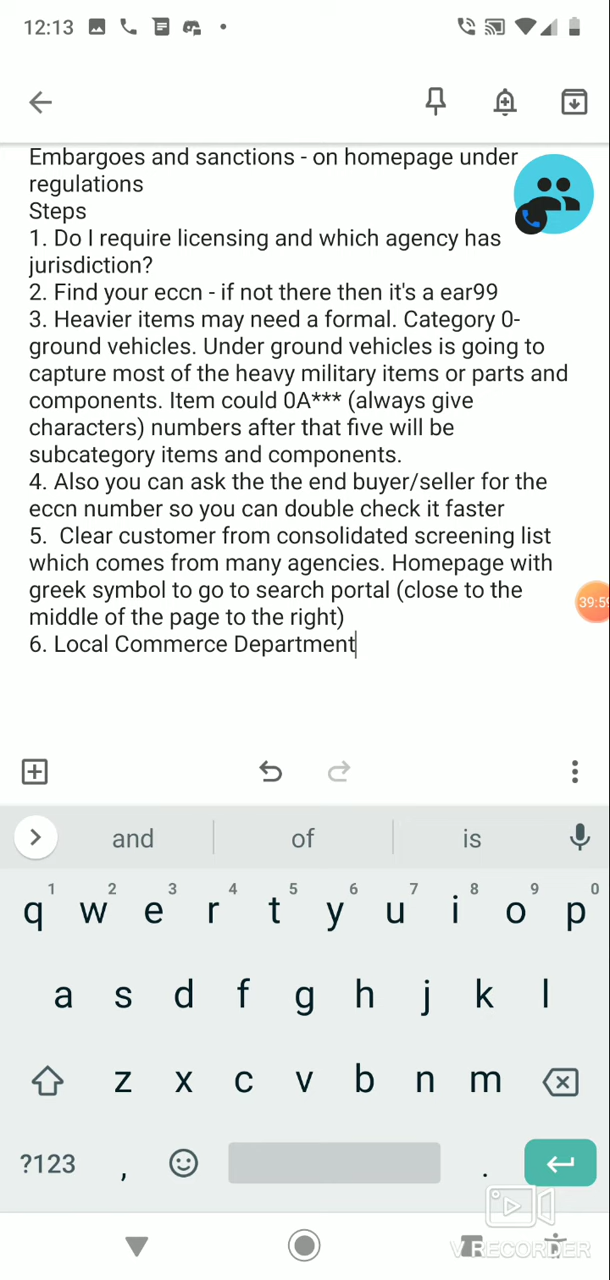 12:13
Embargoes and sanctions - on homepage under
regulations
Steps
1. Do I require licensing and which agency has
jurisdiction?
2. Find your eccn - if not there then it's a ear99
3. Heavier items may need a formal. Category 0-
ground vehicles. Under ground vehicles is going to
capture most of the heavy military items or parts and
components. Item could 0A*** (always give
characters) numbers after that five will be
subcategory items and components.
4. Also you can ask the the end buyer/seller for the
eccn number so you can double check it faster
5.  Clear customer from consolidated screening list
which comes from many agencies. Homepage with
greek symbol to go to search portal (close to the
middle of the page to the right)
39:59
6. Local Commerce Department
and of is
1 2 3 4 5 6 7 8 9 0
q w e r t y u i o p
a s d f g h j k l
z x c v b n m
?123 , .
VRECORDER